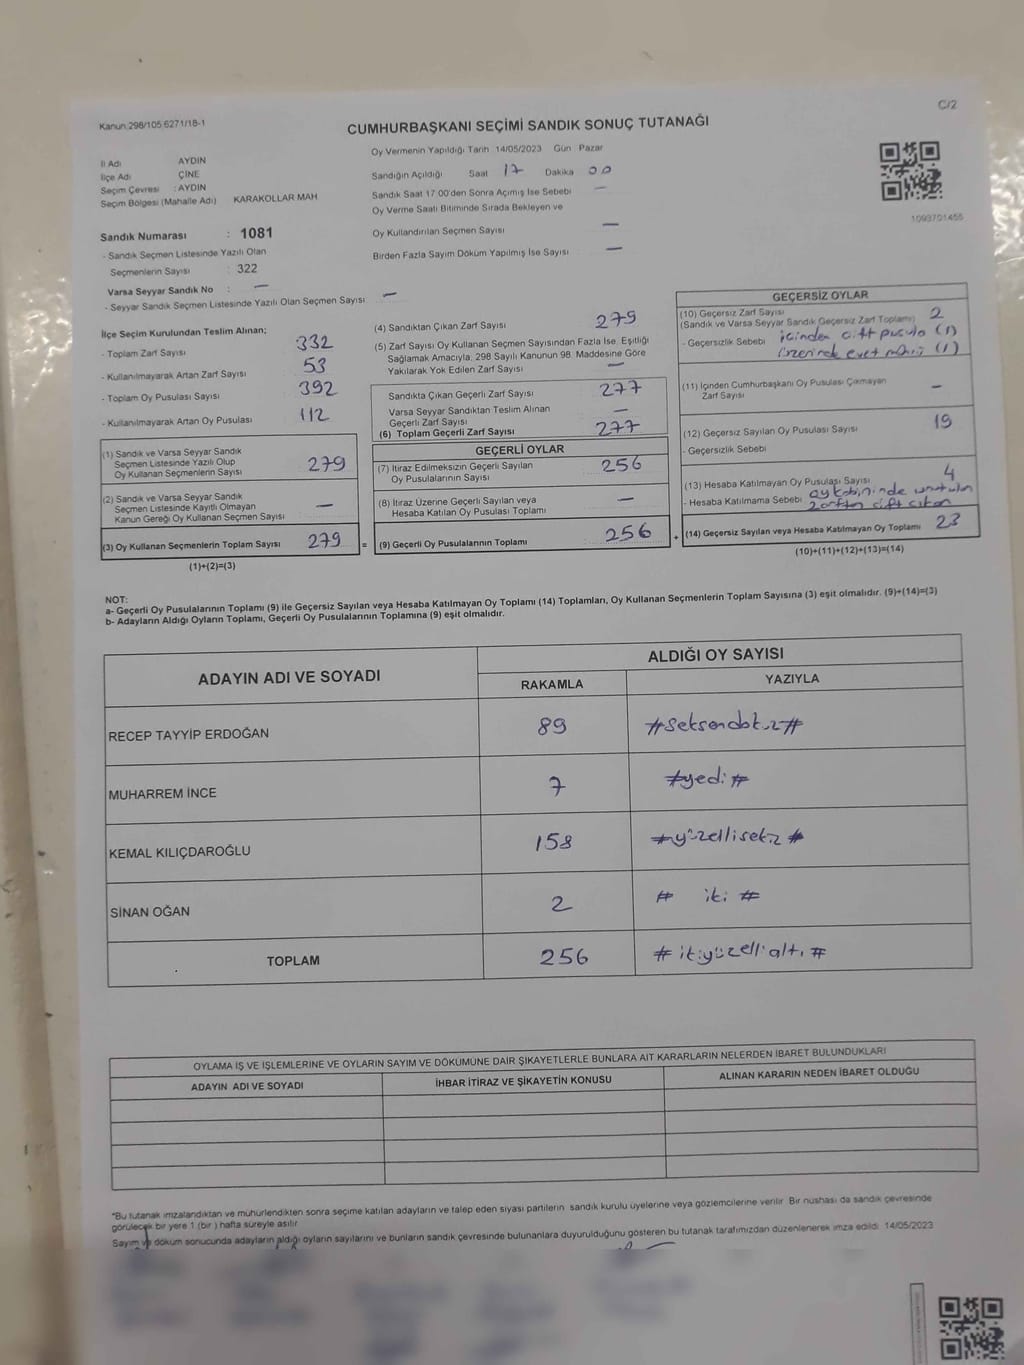 Kanun:298/105.6271/18-1
C/2
CUMHURBAŞKANI SEÇİMİ SANDIK SONUÇ TUTANAĞI
İl Adı AYDIN
İlçe Adı ÇİNE
Seçim Çevresi : AYDIN
Seçim Bölgesi (Mahalle Adı) KARAKOLLAR MAH
Oy Vermenin Yapıldığı Tarih 14/05/2023 Gün Pazar
Sandığın Açıldığı Saat 17 Dakika 00
Sandık Saat 17.00'den Sonra Açımış İse Sebebi —
Oy Verme Saati Bitiminde Sırada Bekleyen ve
Oy Kullandırılan Seçmen Sayısı —
Birden Fazla Sayım Döküm Yapılmış İse Sayısı —
1093701455
Sandık Numarası : 1081
- Sandık Seçmen Listesinde Yazılı Olan
Seçmenlerin Sayısı : 322
Varsa Seyyar Sandık No : —
- Seyyar Sandık Seçmen Listesinde Yazılı Olan Seçmen Sayısı —
İlçe Seçim Kurulundan Teslim Alınan;
- Toplam Zarf Sayısı 332
- Kullanılmayarak Artan Zarf Sayısı 53
- Toplam Oy Pusulası Sayısı 392
- Kullanılmayarak Artan Oy Pusulası 112
(1) Sandık ve Varsa Seyyar Sandık
Seçmen Listesinde Yazılı Olup
Oy Kullanan Seçmenlerin Sayısı 279
(2) Sandık ve Varsa Seyyar Sandık
Seçmen Listesinde Kayıtlı Olmayan
Kanun Gereği Oy Kullanan Seçmen Sayısı —
(3) Oy Kullanan Seçmenlerin Toplam Sayısı 279 =
(1)+(2)=(3)
(4) Sandıktan Çıkan Zarf Sayısı 279
(5) Zarf Sayısı Oy Kullanan Seçmen Sayısından Fazla İse, Eşitliği
Sağlamak Amacıyla, 298 Sayılı Kanunun 98. Maddesine Göre
Yakılarak Yok Edilen Zarf Sayısı —
Sandıkta Çıkan Geçerli Zarf Sayısı 277
Varsa Seyyar Sandıktan Teslim Alınan
Geçerli Zarf Sayısı —
(6) Toplam Geçerli Zarf Sayısı 277
GEÇERLİ OYLAR
(7) İtiraz Edilmeksizin Geçerli Sayılan
Oy Pusulasının Sayısı 256
(8) İtiraz Üzerine Geçerli Sayılan veya
Hesaba Katılan Oy Pusulası Toplamı —
(9) Geçerli Oy Pusulalarının Toplamı 256 +
GEÇERSİZ OYLAR
(10) Geçersiz Zarf Sayısı 2
(Sandık ve Varsa Seyyar Sandık Geçersiz Zarf Toplamı)
- Geçersizlik Sebebi içinden çift pusula (1)
üzerinde evet mührü (1)
(11) İçinden Cumhurbaşkanı Oy Pusulası Çıkmayan
Zarf Sayısı —
(12) Geçersiz Sayılan Oy Pusulası Sayısı 19
- Geçersizlik Sebebi
(13) Hesaba Katılmayan Oy Pusulası Sayısı 4
- Hesaba Katılmama Sebebi oy kabininde unutulan
zarftan çift çıkan
(14) Geçersiz Sayılan veya Hesaba Katılmayan Oy Toplamı 23
(10)+(11)+(12)+(13)=(14)
NOT:
a- Geçerli Oy Pusulalarının Toplamı (9) ile Geçersiz Sayılan veya Hesaba Katılmayan Oy Toplamı (14) Toplamları, Oy Kullanan Seçmenlerin Toplam Sayısına (3) eşit olmalıdır. (9)+(14)=(3)
b- Adayların Aldığı Oyların Toplamı, Geçerli Oy Pusulalarının Toplamına (9) eşit olmalıdır.
ADAYIN ADI VE SOYADI
ALDIĞI OY SAYISI
RAKAMLA YAZIYLA
RECEP TAYYİP ERDOĞAN 89 #seksendokuz#
MUHARREM İNCE 7 #yedi#
KEMAL KILIÇDAROĞLU 158 #yüzellisekiz#
SİNAN OĞAN 2 # iki #
TOPLAM 256 #ikiyüzellialtı#
OYLAMA İŞ VE İŞLEMLERİNE VE OYLARIN SAYIM VE DÖKÜMÜNE DAİR ŞİKAYETLERLE BUNLARA AİT KARARLARIN NELERDEN İBARET BULUNDUKLARI
ADAYIN ADI VE SOYADI İHBAR İTİRAZ VE ŞİKAYETİN KONUSU ALINAN KARARIN NEDEN İBARET OLDUĞU
*Bu tutanak imzalandıktan ve mühürlendikten sonra seçime katılan adayların ve talep eden siyasi partilerin sandık kurulu üyelerine veya gözlemcilerine verilir. Bir nüshası da sandık çevresinde
görülecek bir yere 1 (bir ) hafta süreyle asılır
Sayım ve döküm sonucunda adayların aldığı oyların sayılarını ve bunların sandık çevresinde bulunanlara duyurulduğunu gösteren bu tutanak tarafımızdan düzenlenerek imza edildi. 14/05/2023